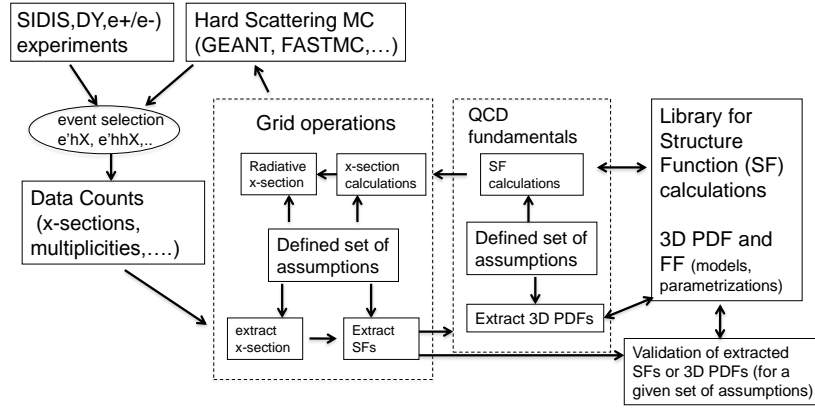 SIDIS,DY,e+/e-)
experiments
Hard Scattering MC
(GEANT, FASTMC,…)
event selection
e'hX, e'hhX,..
Data Counts
(x-sections,
multiplicities,….)
Grid operations
Radiative
x-section
x-section
calculations
Defined set of
assumptions
extract
x-section
Extract
SFs
QCD
fundamentals
SF
calculations
Defined set of
assumptions
Extract 3D PDFs
Library for
Structure
Function (SF)
calculations
3D PDF and
FF (models,
parametrizations)
Validation of extracted
SFs or 3D PDFs (for a
given set of assumptions)